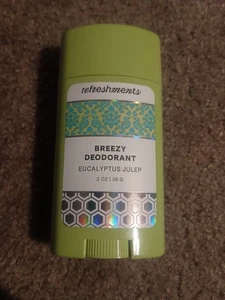 refreshments
BREEZY
DEODORANT
EUCALYPTUS JULEP
2 OZ | 56 G